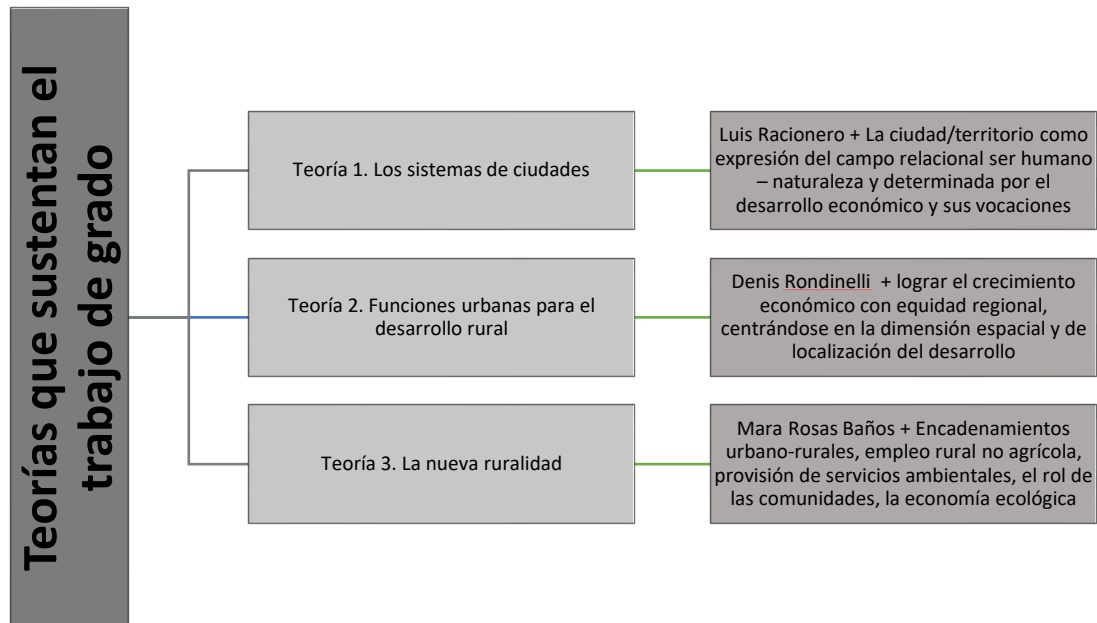 Teorías que sustentan el
trabajo de grado
Teoría 1. Los sistemas de ciudades
Luis Racionero + La ciudad/territorio como
expresión del campo relacional ser humano
– naturaleza y determinada por el
desarrollo económico y sus vocaciones
Teoría 2. Funciones urbanas para el
desarrollo rural
Denis Rondinelli + lograr el crecimiento
económico con equidad regional,
centrándose en la dimensión espacial y de
localización del desarrollo
Teoría 3. La nueva ruralidad
Mara Rosas Baños + Encadenamientos
urbano-rurales, empleo rural no agrícola,
provisión de servicios ambientales, el rol de
las comunidades, la economía ecológica